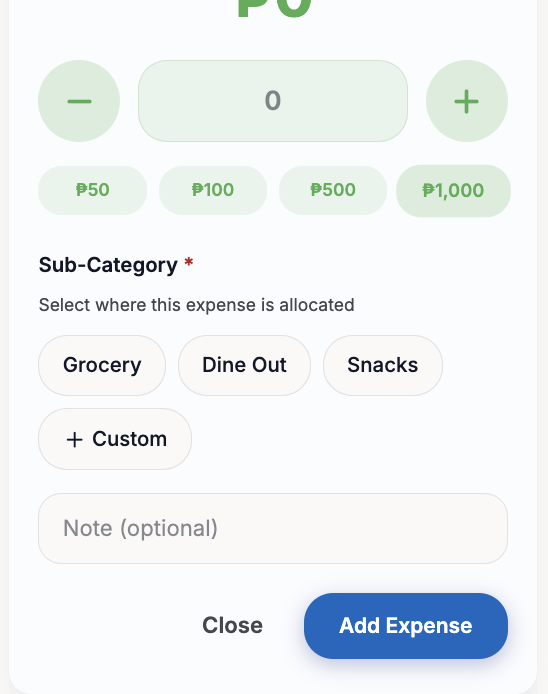 ₱0
− 0 +
₱50 ₱100 ₱500 ₱1,000
Sub-Category *
Select where this expense is allocated
Grocery Dine Out Snacks
+ Custom
Note (optional)
Close Add Expense